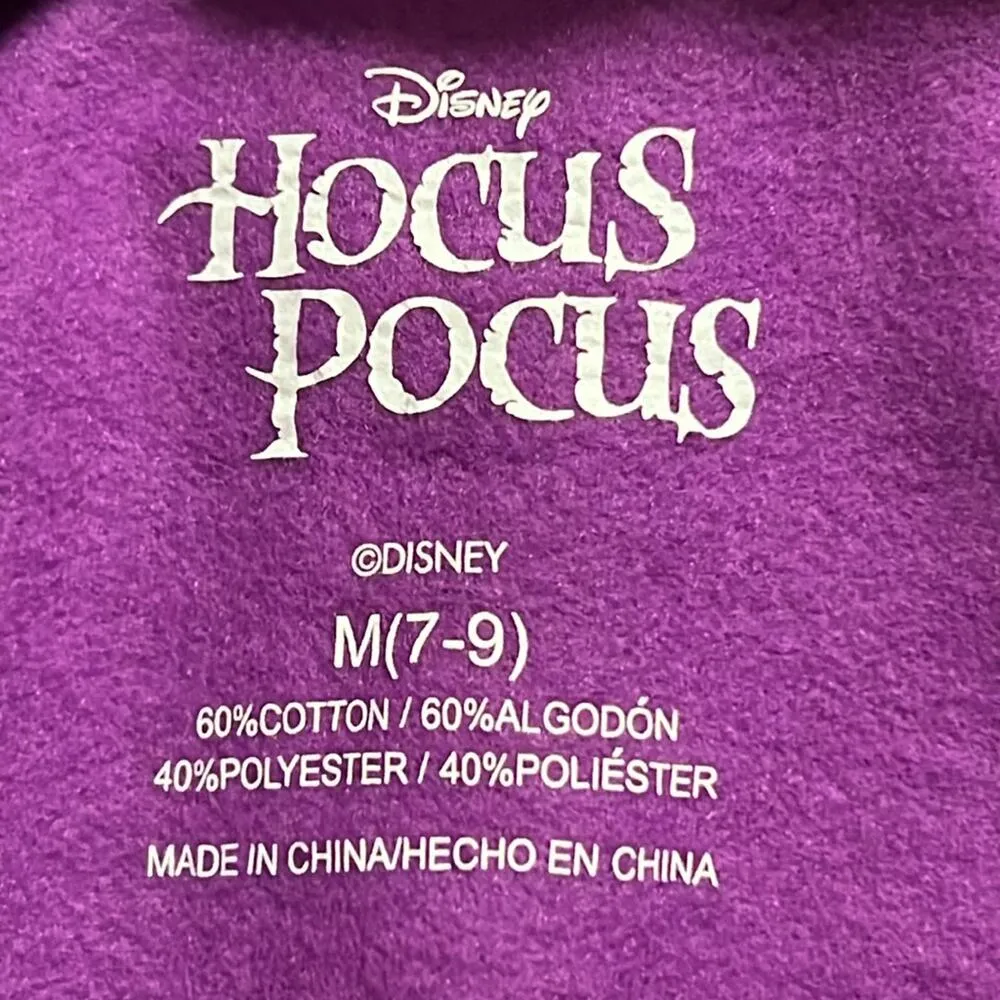 Disney
HOCUS
POCUS
©DISNEY
M(7-9)
60%COTTON / 60%ALGODÓN
40%POLYESTER / 40%POLIÉSTER
MADE IN CHINA/HECHO EN CHINA